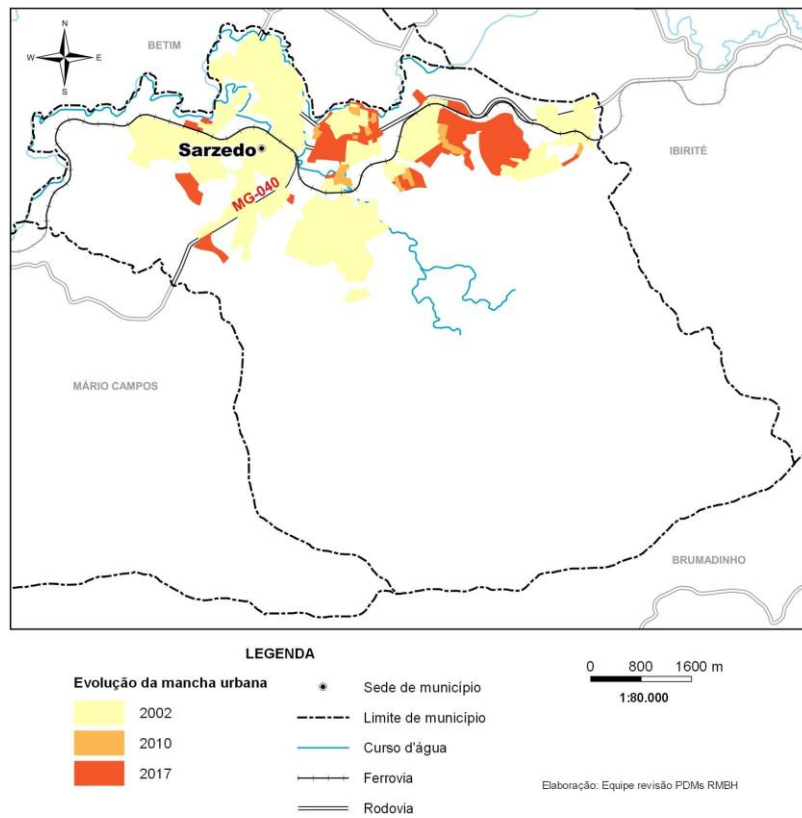 N
W E
S
BETIM
IBIRITÉ
Sarzedo
MG-040
MÁRIO CAMPOS
BRUMADINHO
LEGENDA
Evolução da mancha urbana
2002
2010
2017
Sede de município
Limite de município
Curso d'água
Ferrovia
Rodovia
0 800 1600 m
1:80.000
Elaboração: Equipe revisão PDMs RMBH